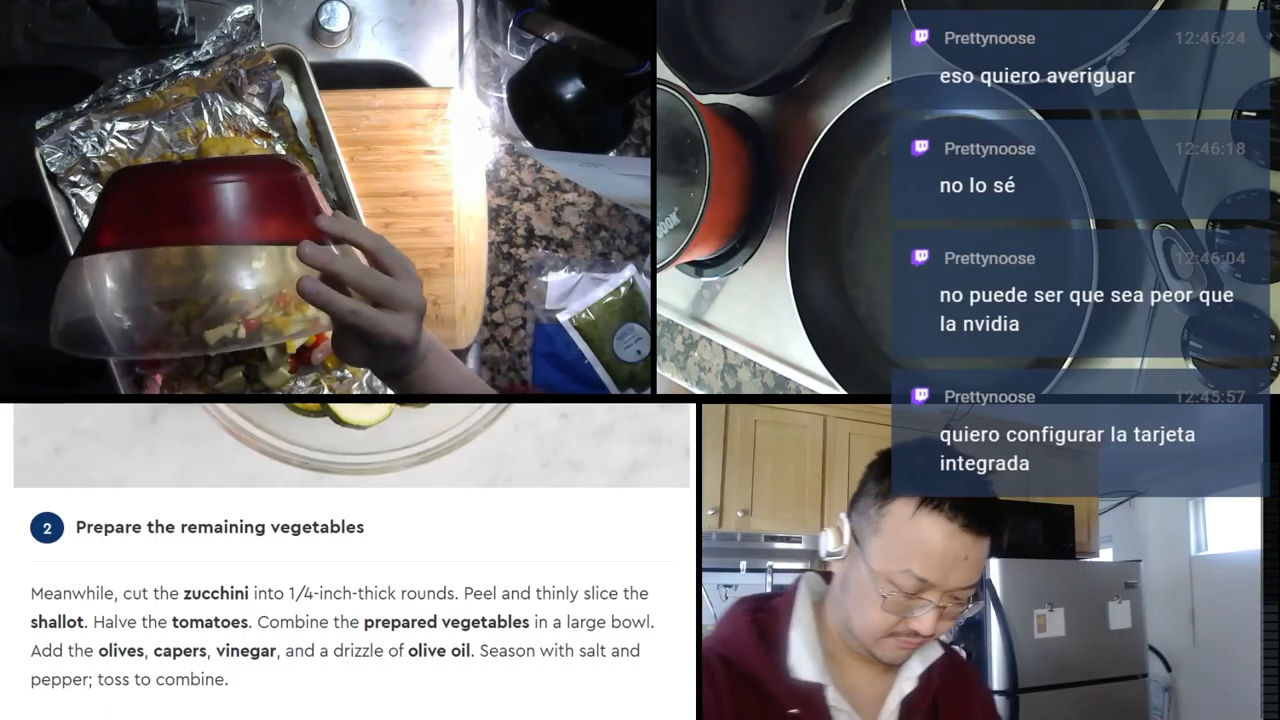 Prettynoose 12:46:24
eso quiero averiguar
Prettynoose 12:46:18
no lo sé
Prettynoose 12:46:04
no puede ser que sea peor que
la nvidia
Prettynoose 12:45:57
quiero configurar la tarjeta
integrada
COOK
2 Prepare the remaining vegetables
Meanwhile, cut the zucchini into 1/4-inch-thick rounds. Peel and thinly slice the
shallot. Halve the tomatoes. Combine the prepared vegetables in a large bowl.
Add the olives, capers, vinegar, and a drizzle of olive oil. Season with salt and
pepper; toss to combine.